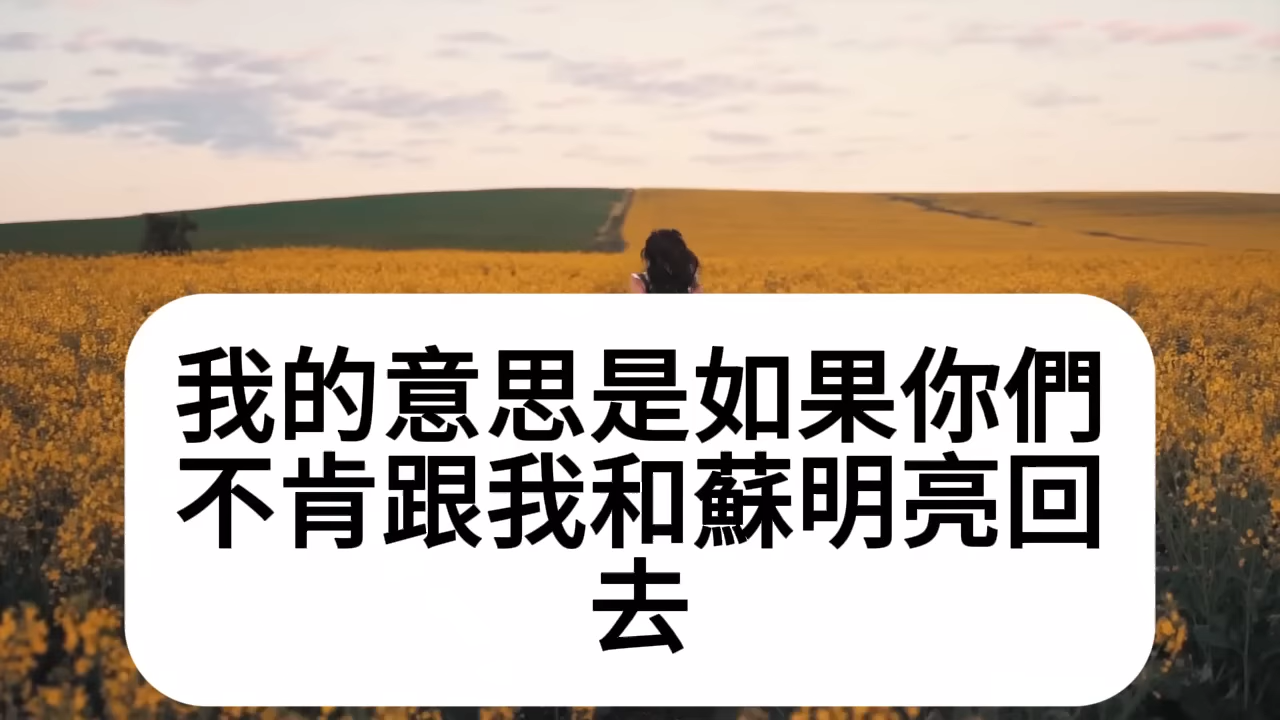 我的意思是如果你們
不肯跟我和蘇明亮回
去